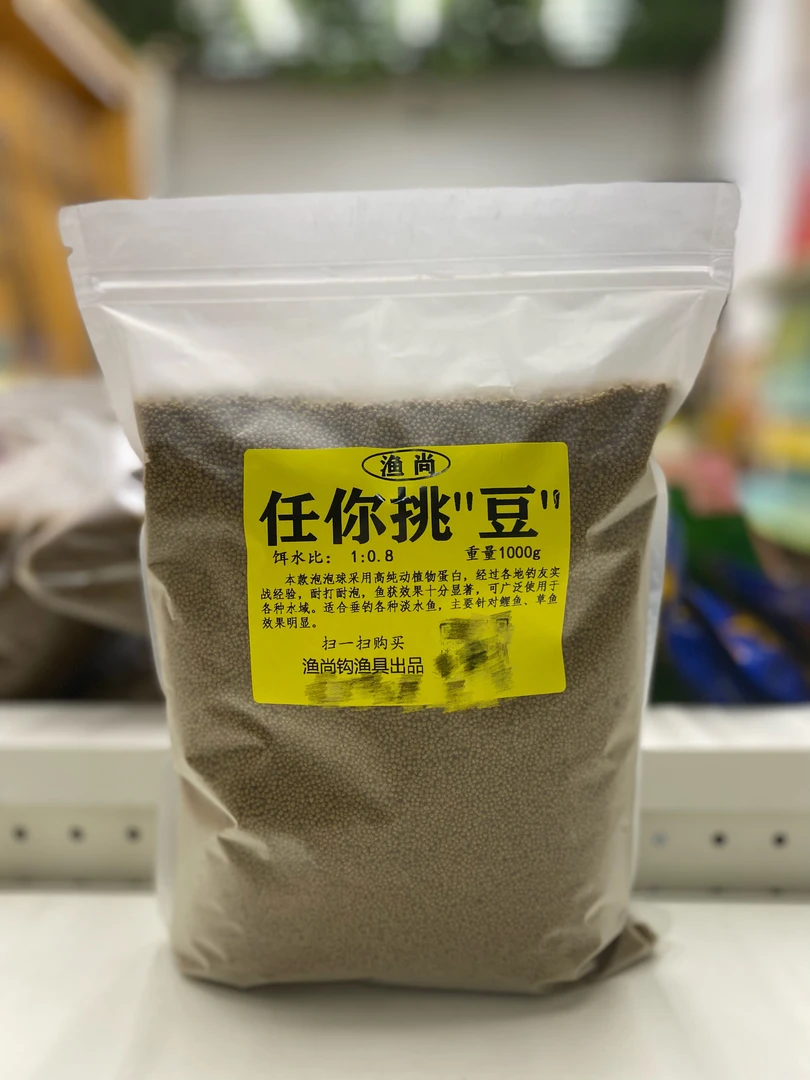 渔尚
任你挑"豆"
饵水比： 1:0.8 重量1000g
本款泡泡球采用高纯动植物蛋白，经过各地钓友实
战经验，耐打耐泡，鱼获效果十分显著，可广泛使用于
各种水域。适合垂钓各种淡水鱼，主要针对鲤鱼、草鱼
效果明显。
扫一扫购买
渔尚钩渔具出品